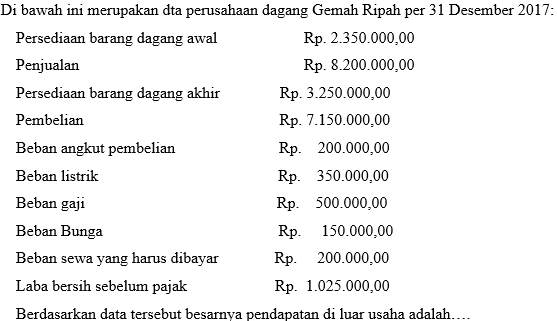 Di bawah ini merupakan dta perusahaan dagang Gemah Ripah per 31 Desember 2017:
Persediaan barang dagang awal Rp. 2.350.000,00
Penjualan Rp. 8.200.000,00
Persediaan barang dagang akhir Rp. 3.250.000,00
Pembelian Rp. 7.150.000,00
Beban angkut pembelian Rp. 200.000,00
Beban listrik Rp. 350.000,00
Beban gaji Rp. 500.000,00
Beban Bunga Rp. 150.000,00
Beban sewa yang harus dibayar Rp. 200.000,00
Laba bersih sebelum pajak Rp. 1.025.000,00
Berdasarkan data tersebut besarnya pendapatan di luar usaha adalah….